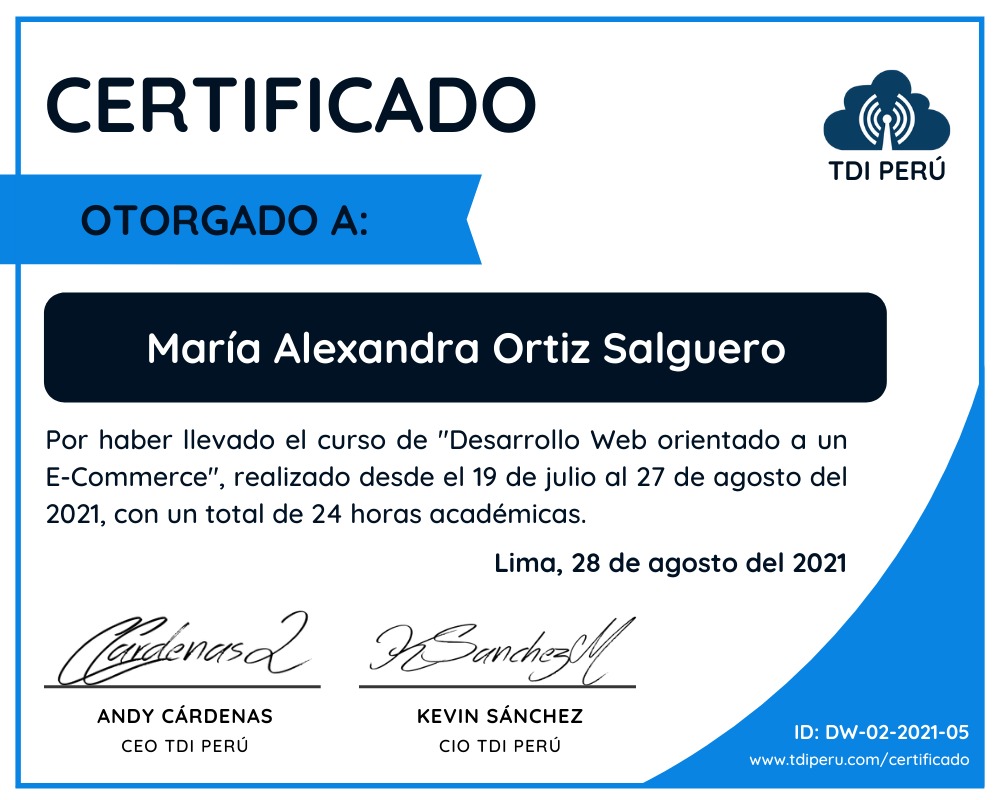 CERTIFICADO
TDI PERÚ
OTORGADO A:
María Alexandra Ortiz Salguero
Por haber llevado el curso de "Desarrollo Web orientado a un
E-Commerce", realizado desde el 19 de julio al 27 de agosto del
2021, con un total de 24 horas académicas.
Lima, 28 de agosto del 2021
CCárdenasL
KSanchezM
ANDY CÁRDENAS
KEVIN SÁNCHEZ
CEO TDI PERÚ
CIO TDI PERÚ
ID: DW-02-2021-05
www.tdiperu.com/certificado